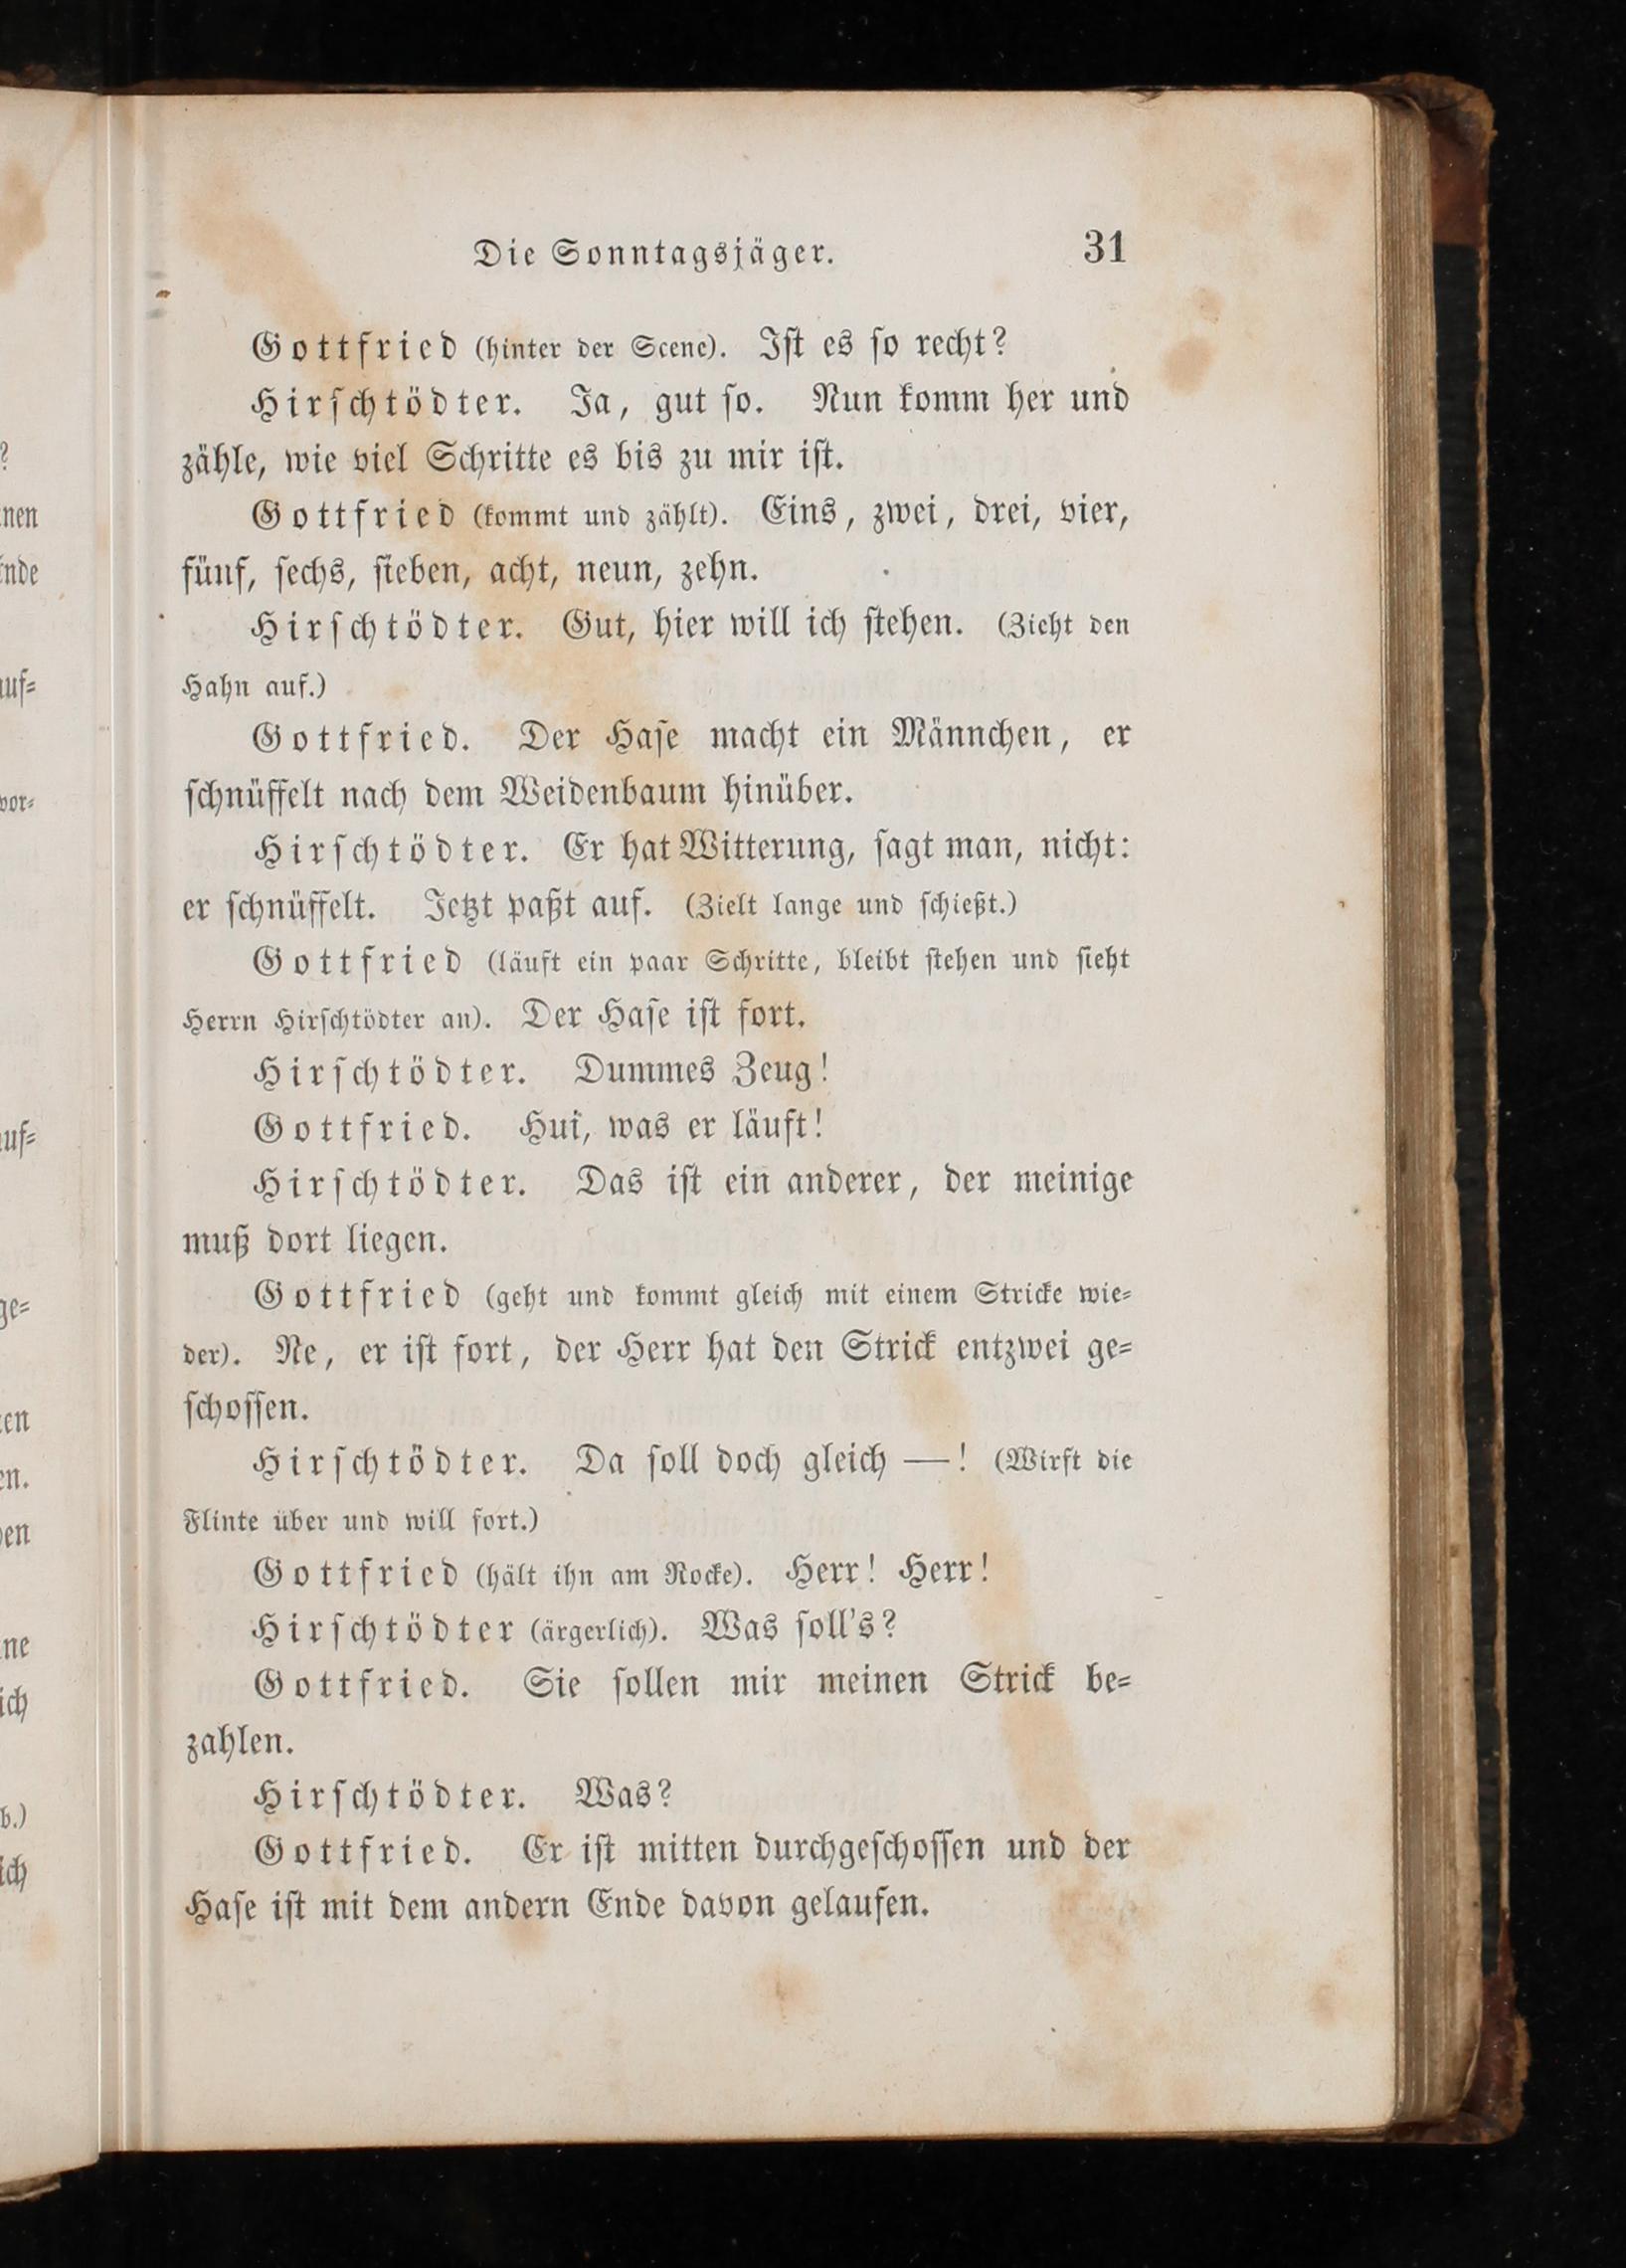 Die Sonntagsjäger. 31
Gottfried (hinter der Scene). Iſt es ſo recht?
Hirſchtödter. Ja, gut ſo. Nun komm her und
zähle, wie viel Schritte es bis zu mir iſt.
Gottfried (kommt und zählt). Eins, zwei, drei, vier,
fünf, ſechs, ſieben, acht, neun, zehn.
Hirſchtödter. Gut, hier will ich ſtehen. (Zieht den
Hahn auf.)
Gottfried. Der Haſe macht ein Männchen, er
ſchnüffelt nach dem Weidenbaum hinüber.
Hirſchtödter. Er hat Witterung, ſagt man, nicht:
er ſchnüffelt. Jetzt paßt auf. (Zielt lange und ſchießt.)
Gottfried (läuft ein paar Schritte, bleibt ſtehen und ſieht
Herrn Hirſchtödter an). Der Haſe iſt fort.
Hirſchtödter. Dummes Zeug!
Gottfried. Hui, was er läuft!
Hirſchtödter. Das iſt ein anderer, der meinige
muß dort liegen.
Gottfried (geht und kommt gleich mit einem Stricke wie-
der). Ne, er iſt fort, der Herr hat den Strick entzwei ge-
ſchoſſen.
Hirſchtödter. Da ſoll doch gleich —! (Wirft die
Flinte über und will fort.)
Gottfried (hält ihn am Rocke). Herr! Herr!
Hirſchtödter (ärgerlich). Was ſoll's?
Gottfried. Sie ſollen mir meinen Strick be-
zahlen.
Hirſchtödter. Was?
Gottfried. Er iſt mitten durchgeſchoſſen und der
Haſe iſt mit dem andern Ende davon gelaufen.